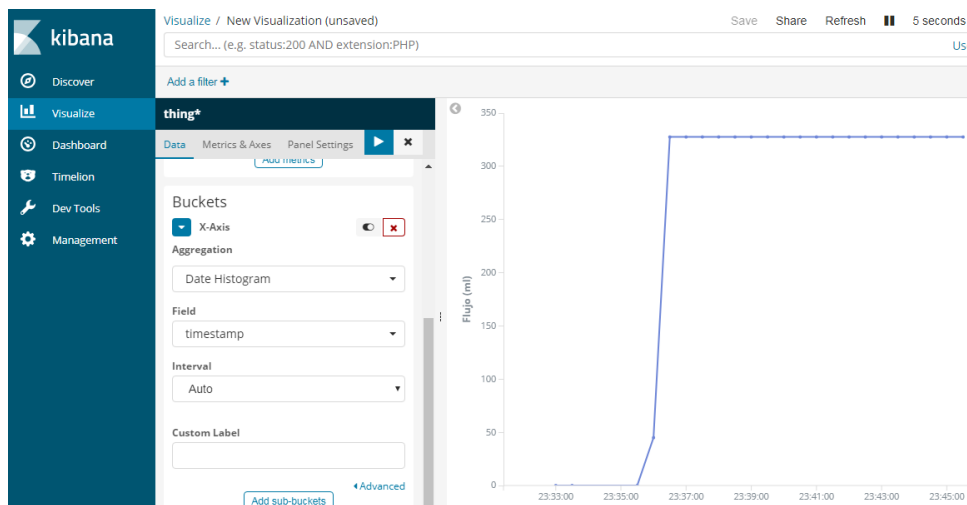 kibana
Discover
Visualize
Dashboard
Timelion
Dev Tools
Management
Visualize / New Visualization (unsaved)
Save Share Refresh 5 seconds
Search... (e.g. status:200 AND extension:PHP)
Us
Add a filter +
thing*
Data Metrics & Axes Panel Settings
Add metrics
Buckets
X-Axis
Aggregation
Date Histogram
Field
timestamp
Interval
Auto
Custom Label
Advanced
Add sub-buckets
Flujo (ml)
350
300
250
200
150
100
50
0
23:33:00 23:35:00 23:37:00 23:39:00 23:41:00 23:43:00 23:45:00